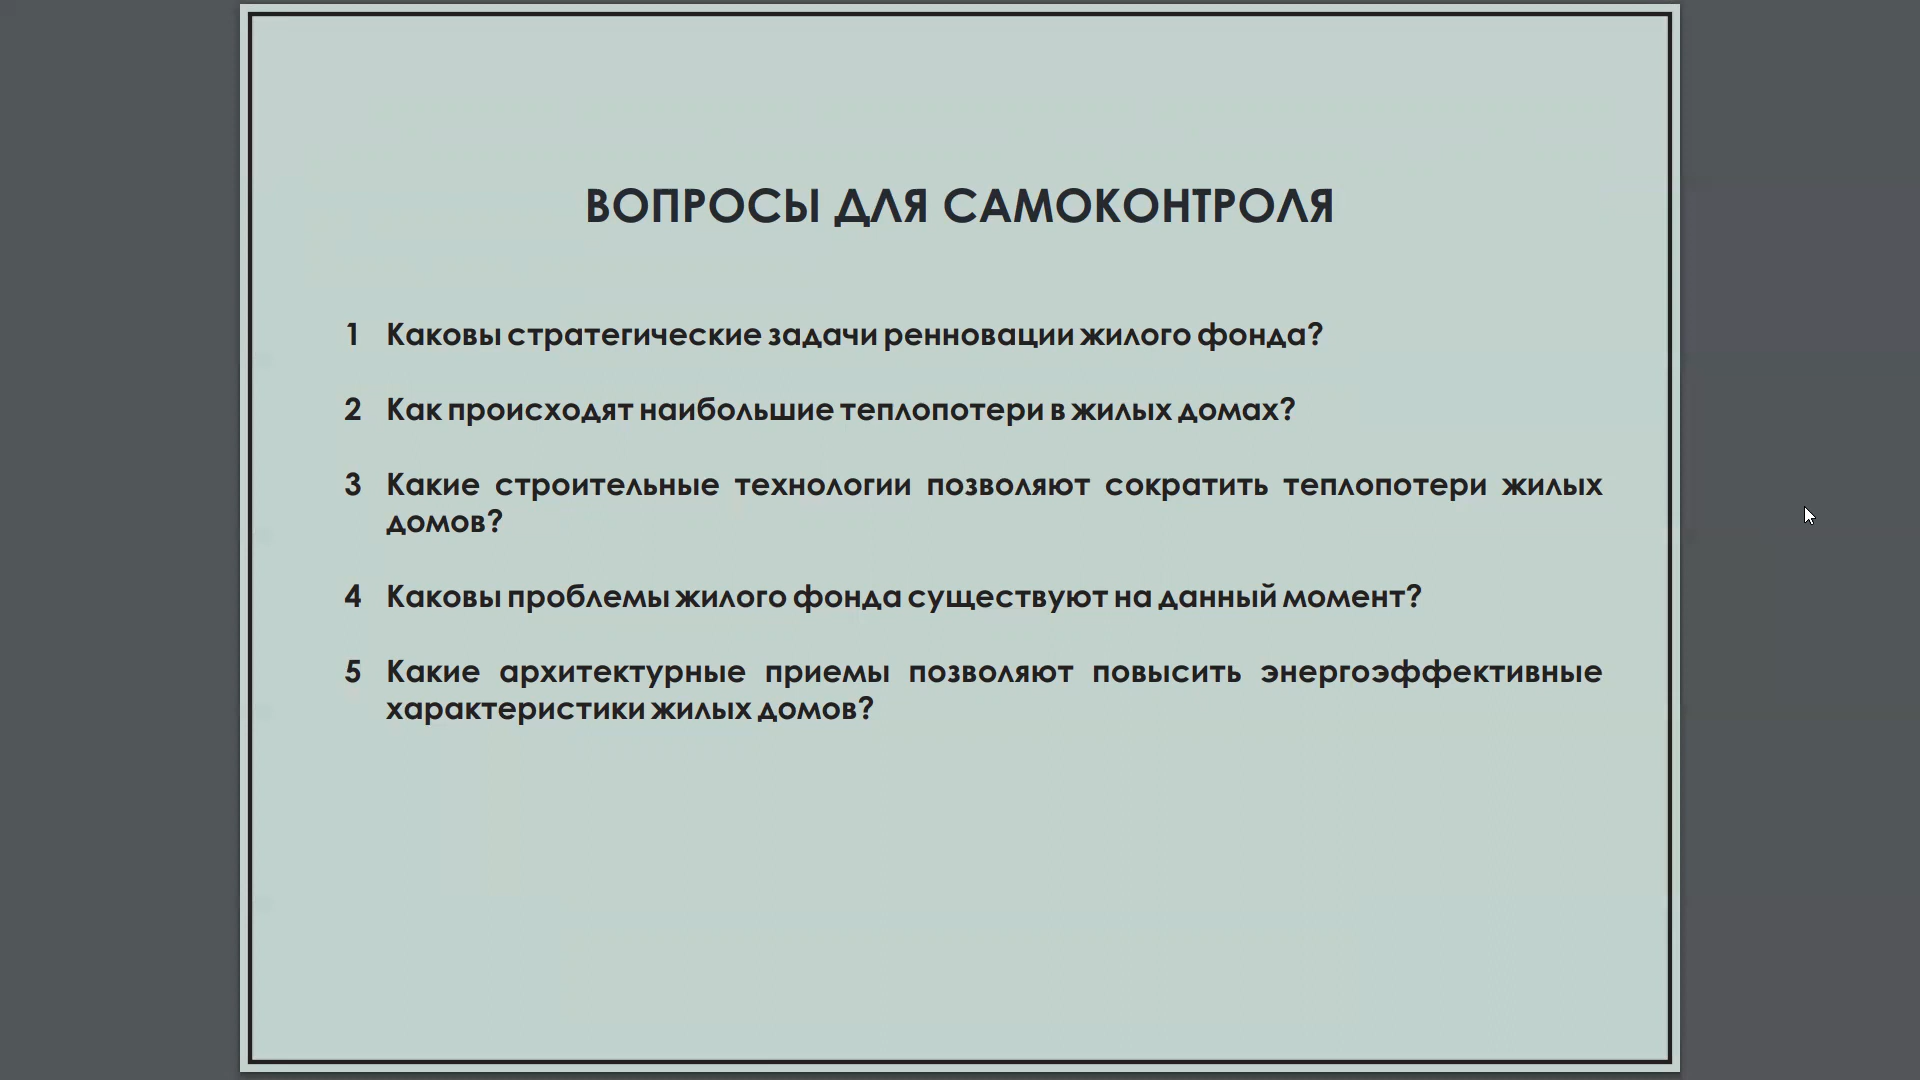 ВОПРОСЫ ДЛЯ САМОКОНТРОЛЯ
1 Каковы стратегические задачи ренновации жилого фонда?
2 Как происходят наибольшие теплопотери в жилых домах?
3 Какие строительные технологии позволяют сократить теплопотери жилых
домов?
4 Каковы проблемы жилого фонда существуют на данный момент?
5 Какие архитектурные приемы позволяют повысить энергоэффективные
характеристики жилых домов?